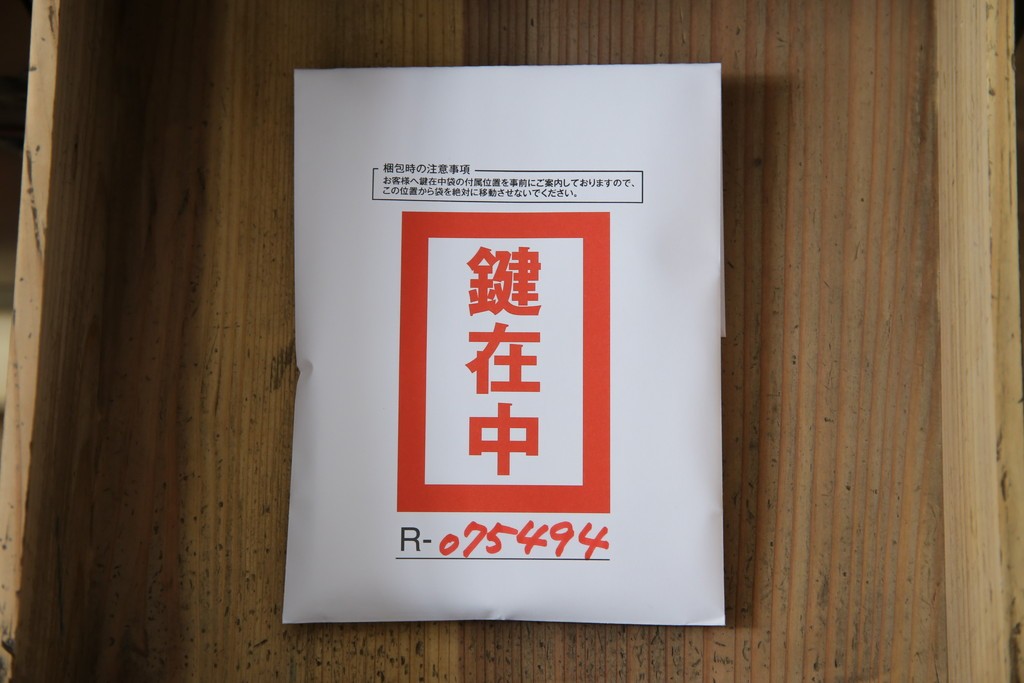 梱包時の注意事項
お客様へ鍵在中袋の付属位置を事前にご案内しておりますので、
この位置から袋を絶対に移動させないでください。
鍵
在
中
R-075494